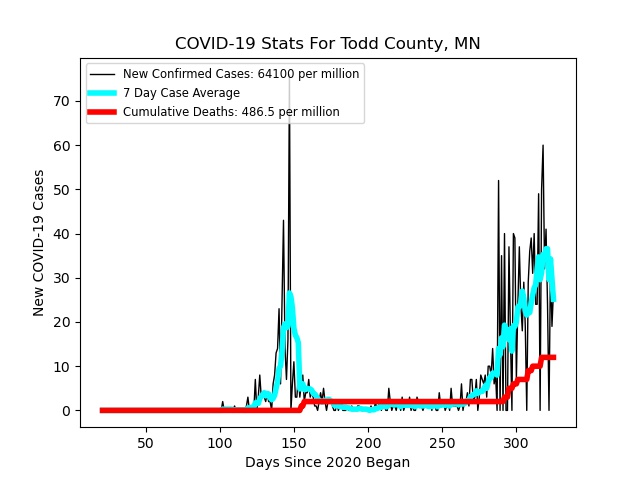 COVID-19 Stats For Todd County, MN
New Confirmed Cases: 64100 per million
7 Day Case Average
Cumulative Deaths: 486.5 per million
New COVID-19 Cases
70
60
50
40
30
20
10
0
50 100 150 200 250 300
Days Since 2020 Began